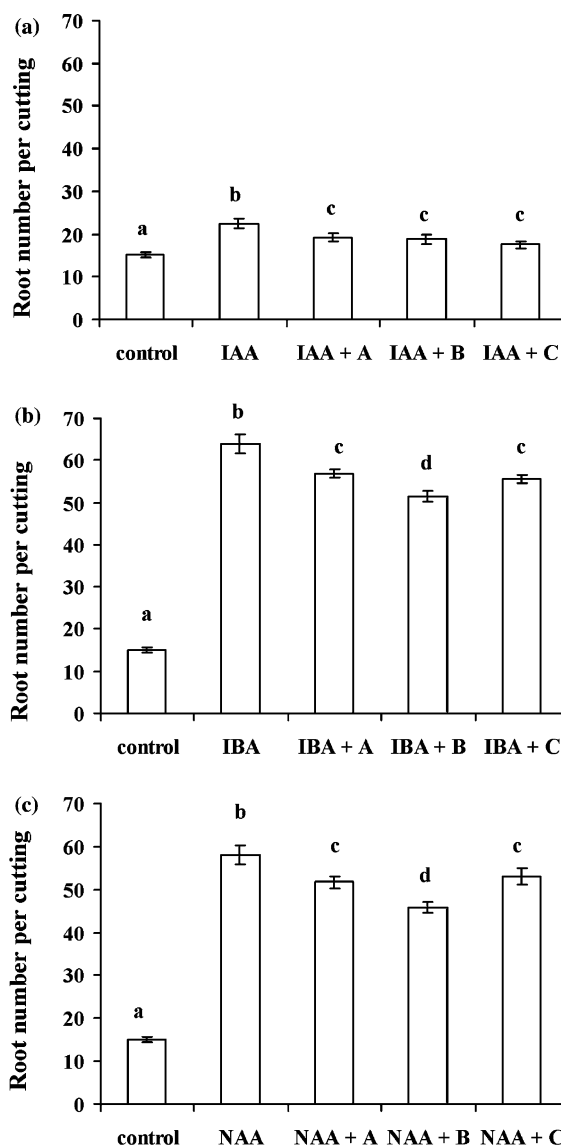 (a)
Root number per cutting
70
60
50
40
30
20
10
0
a
b
c
c
c
control IAA IAA + A IAA + B IAA + C
(b)
Root number per cutting
70
60
50
40
30
20
10
0
a
b
c
d
c
control IBA IBA + A IBA + B IBA + C
(c)
Root number per cutting
70
60
50
40
30
20
10
0
a
b
c
d
c
control NAA NAA + A NAA + B NAA + C